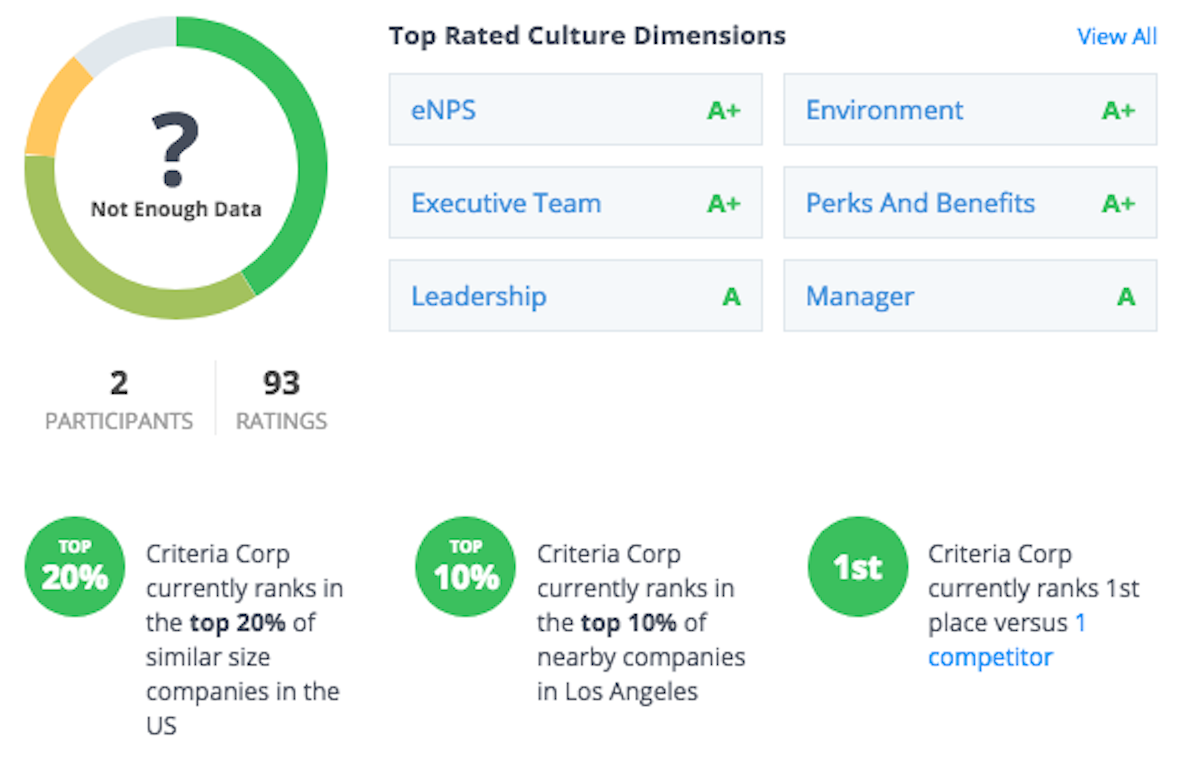 ?
Not Enough Data
2
PARTICIPANTS
93
RATINGS
Top Rated Culture Dimensions
View All
eNPS A+
Environment A+
Executive Team A+
Perks And Benefits A+
Leadership A
Manager A
TOP
20%
Criteria Corp
currently ranks in
the top 20% of
similar size
companies in the
US
TOP
10%
Criteria Corp
currently ranks in
the top 10% of
nearby companies
in Los Angeles
1st
Criteria Corp
currently ranks 1st
place versus 1
competitor